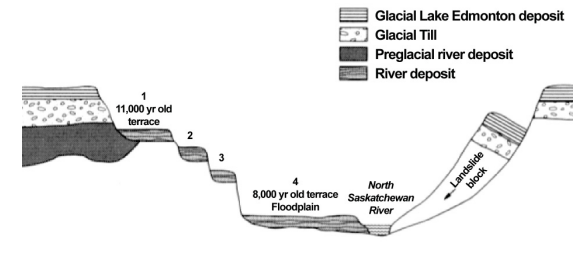 Glacial Lake Edmonton deposit
Glacial Till
Preglacial river deposit
River deposit
1
11,000 yr old
terrace
2
3
4
8,000 yr old terrace
Floodplain
North
Saskatchewan
River
Landslide
block